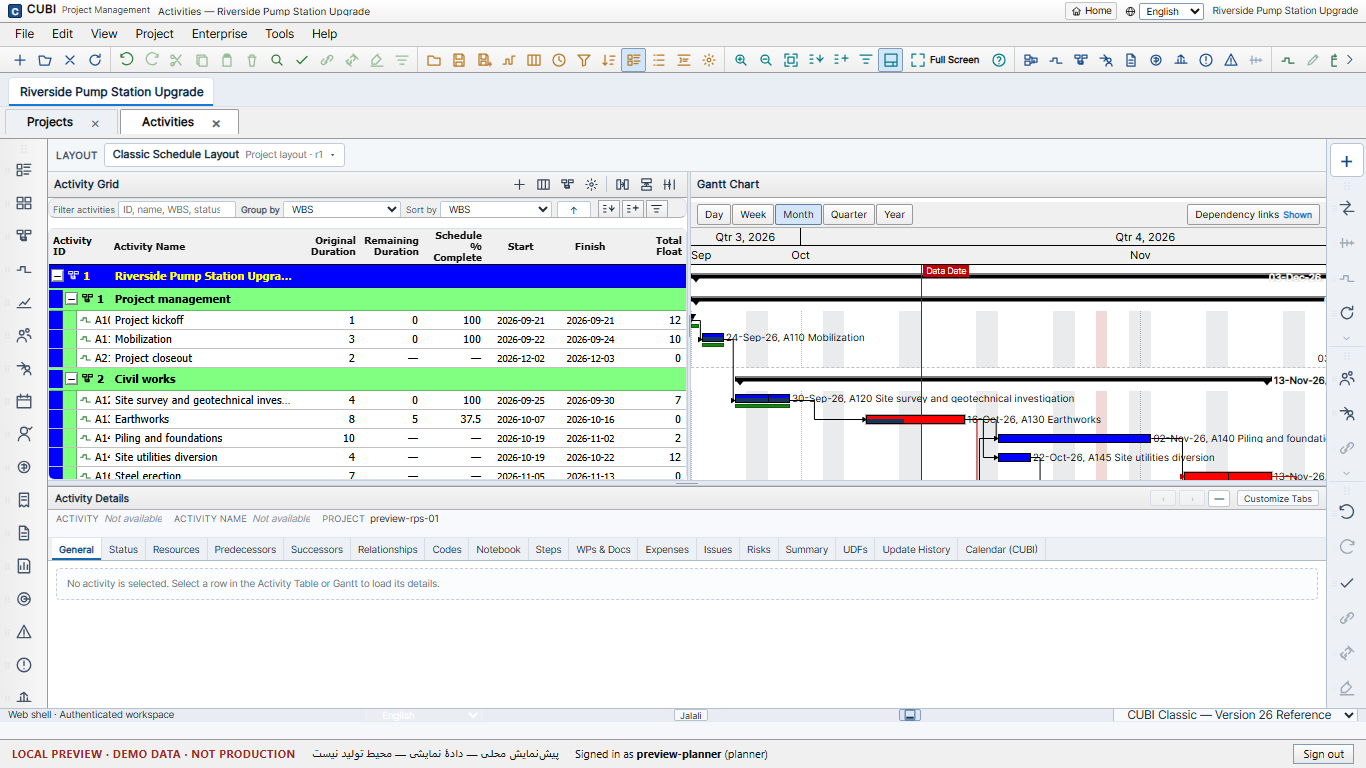 CUBI Project Management Activities — Riverside Pump Station Upgrade Home English Riverside Pump Station Upgrade
File Edit View Project Enterprise Tools Help
Full Screen
Riverside Pump Station Upgrade
Projects Activities
LAYOUT Classic Schedule Layout Project layout · r1
Activity Grid
Filter activities ID, name, WBS, status Group by WBS Sort by WBS
Activity ID Activity Name Original Duration Remaining Duration Schedule % Complete Start Finish Total Float
1 Riverside Pump Station Upgra...
1 Project management
A10 Project kickoff 1 0 100 2026-09-21 2026-09-21 12
A11 Mobilization 3 0 100 2026-09-22 2026-09-24 10
A21 Project closeout 2 — — 2026-12-02 2026-12-03 0
2 Civil works
A12 Site survey and geotechnical inves... 4 0 100 2026-09-25 2026-09-30 7
A13 Earthworks 8 5 37.5 2026-10-07 2026-10-16 0
A14 Piling and foundations 10 — — 2026-10-19 2026-11-02 2
A14 Site utilities diversion 4 — — 2026-10-19 2026-10-22 12
A16 Steel erection 7 — — 2026-11-05 2026-11-13 0
Gantt Chart
Day Week Month Quarter Year Dependency links Shown
Qtr 3, 2026 Qtr 4, 2026
Sep Oct Nov
Data Date 03-Dec-26
24-Sep-26, A110 Mobilization
03
13-Nov-26,
30-Sep-26, A120 Site survey and geotechnical investigation
16-Oct-26, A130 Earthworks
02-Nov-26, A140 Piling and foundati
22-Oct-26, A145 Site utilities diversion
13-Nov-26,
Activity Details Customize Tabs
ACTIVITY Not available ACTIVITY NAME Not available PROJECT preview-rps-01
General Status Resources Predecessors Successors Relationships Codes Notebook Steps WPs & Docs Expenses Issues Risks Summary UDFs Update History Calendar (CUBI)
No activity is selected. Select a row in the Activity Table or Gantt to load its details.
Web shell · Authenticated workspace English Jalali CUBI Classic — Version 26 Reference
LOCAL PREVIEW · DEMO DATA · NOT PRODUCTION پیش‌نمایش محلی — دادهٔ نمایشی — محیط تولید نیست Signed in as preview-planner (planner) Sign out